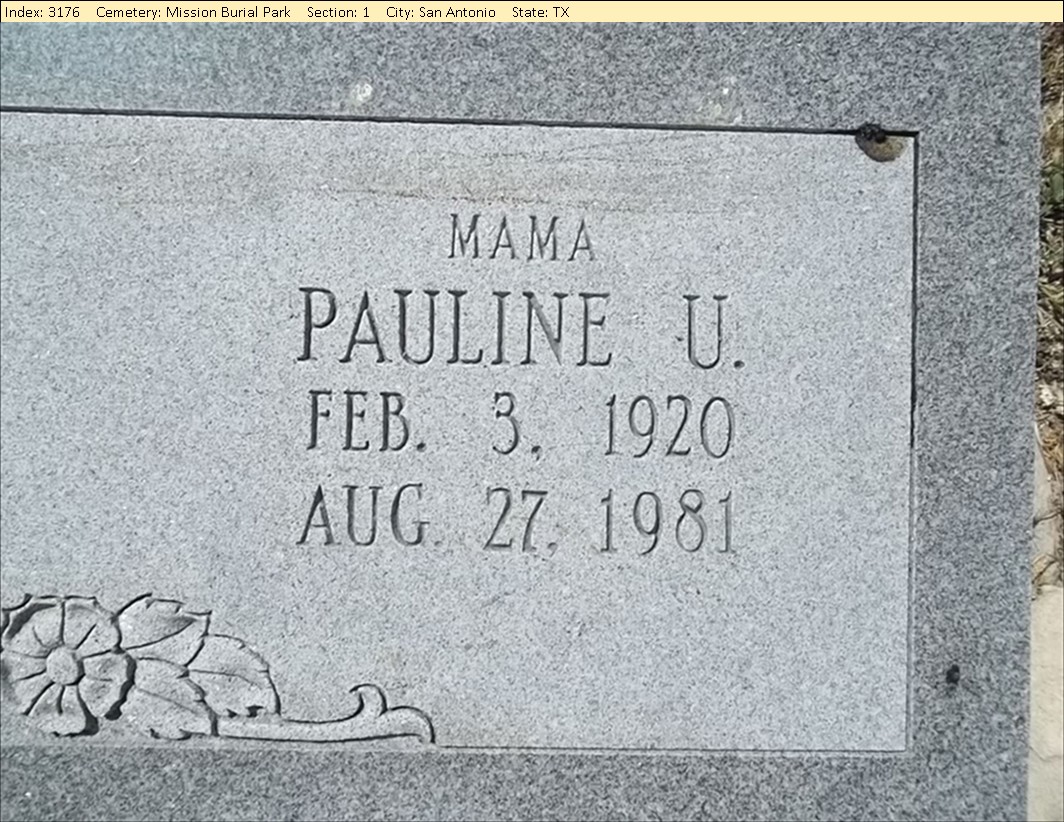 Index: 3176 Cemetery: Mission Burial Park Section: 1 City: San Antonio State: TX
MAMA
PAULINE U.
FEB. 3, 1920
AUG. 27, 1981